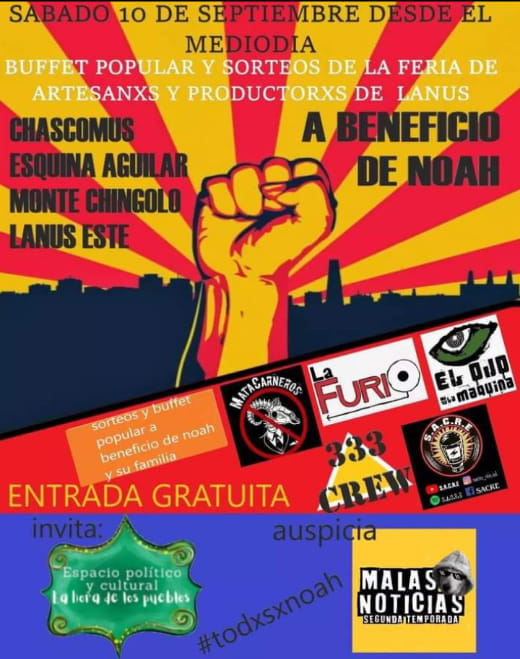 SABADO 10 DE SEPTIEMBRE DESDE EL
MEDIODIA
BUFFET POPULAR Y SORTEOS DE LA FERIA DE
ARTESANXS Y PRODUCTORXS DE LANUS
CHASCOMUS
ESQUINA AGUILAR
MONTE CHINGOLO
LANUS ESTE
A BENEFICIO
DE NOAH
sorteos y buffet
popular a
beneficio de noah
y su familia
MATACARNEROS
La
FURIO
EL OJO
de la maquina
333
CREW
S.A.C.R.E
S.A.C.R.E
SACRE
ENTRADA GRATUITA
invita:
auspicia
Espacio político
y cultural
La hora de los pueblos
#todxsxnoah
MALAS
NOTICIAS
SEGUNDA TEMPORADA